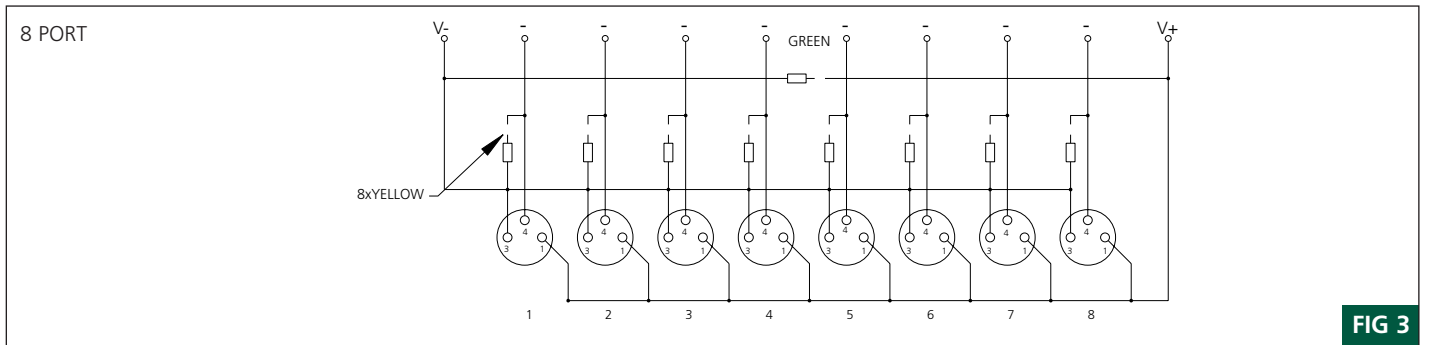 8 PORT
V- - - - - - - - - V+
GREEN
8xYELLOW
4 4 4 4 4 4 4 4
3 1 3 1 3 1 3 1 3 1 3 1 3 1 3 1
1 2 3 4 5 6 7 8
FIG 3